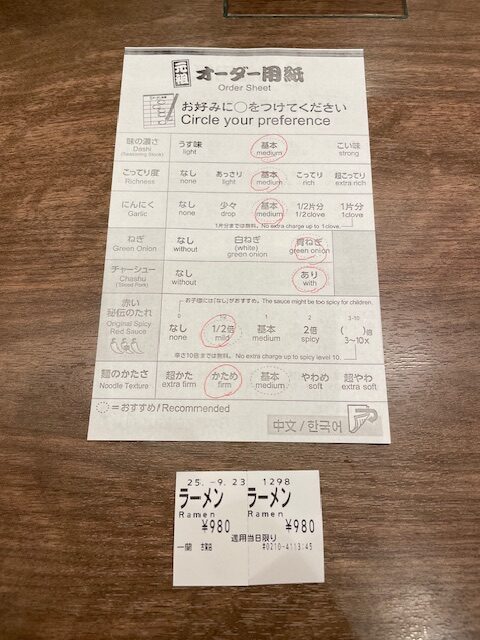 元祖 オーダー用紙
Order Sheet
お好みに○をつけてください
Circle your preference
味の濃さ うす味 基本 こい味
Dashi light medium strong
(Seasoning Stock)
こってり度 なし あっさり 基本 こってり 超こってり
Richness none light medium rich extra rich
にんにく なし 少々 基本 1/2片分 1片分
Garlic none drop medium 1/2clove 1clove
1片分までは無料。No extra charge up to 1 clove.
ねぎ なし 白ねぎ 青ねぎ
Green Onion without (white) green onion green onion
チャーシュー なし あり
Chashu without with
(Sliced Pork)
お子様には「なし」がおすすめ。The sauce might be too spicy for children.
赤い 0 1/2 1 2 3-10
秘伝のたれ なし 1/2倍 基本 2倍 ( )倍
Original Spicy none mild medium spicy 3~10x
Red Sauce
辛さ10倍までは無料。No extra charge up to spicy level 10.
麺のかたさ 超かた かため 基本 やわめ 超やわ
Noodle Texture extra firm firm medium soft extra soft
=おすすめ/Recommended
中文/한국어
25.-9.23 1298
ラーメン ラーメン
Ramen Ramen
¥980 ¥980
適用当日限り
一蘭 #0210-4113:45